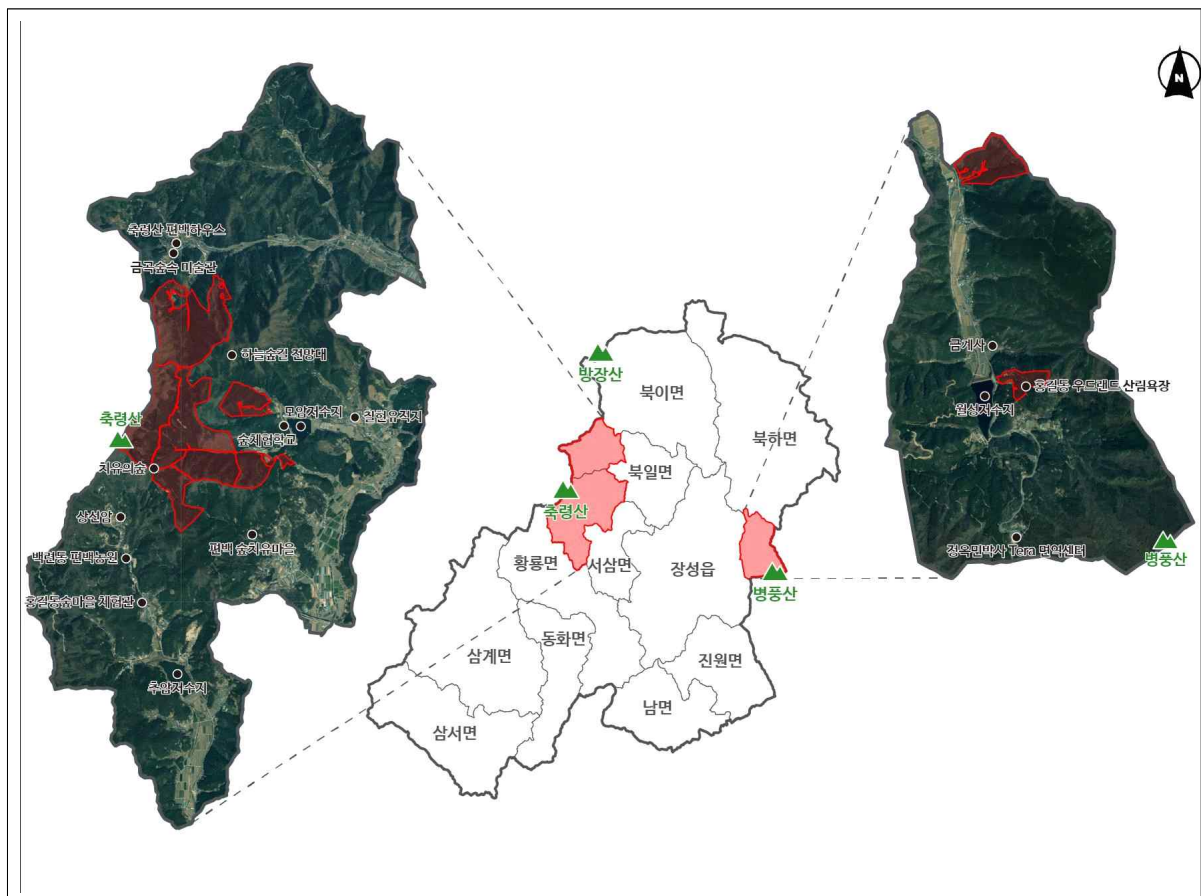 N
축령산 편백하우스
금곡숲속 미술관
하늘숲길 전망대
모암저수지
칠현유적지
숲체험학교
축령산
치유의숲
상선암
백련동 편백농원
편백 숲치유마을
홍길동숲마을 체험관
추암저수지
방장산
북이면
북하면
북일면
축령산
황룡면
서삼면
장성읍
병풍산
동화면
삼계면
진원면
남면
삼서면
금계사
홍길동 우드랜드 산림욕장
월성저수지
정옥민박사 Tera 면역센터
병풍산